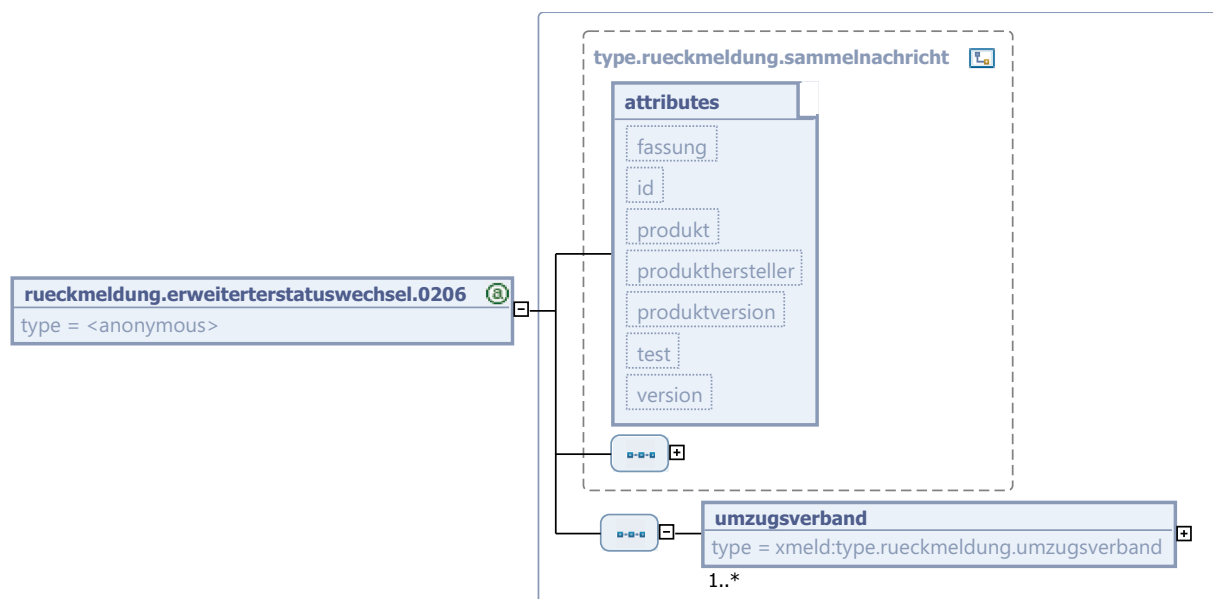 type.rueckmeldung.sammelnachricht
attributes
fassung
id
produkt
produkthersteller
produktversion
test
version
rueckmeldung.erweiterterstatuswechsel.0206 @
type = <anonymous>
umzugsverband
type = xmeld:type.rueckmeldung.umzugsverband
1..*